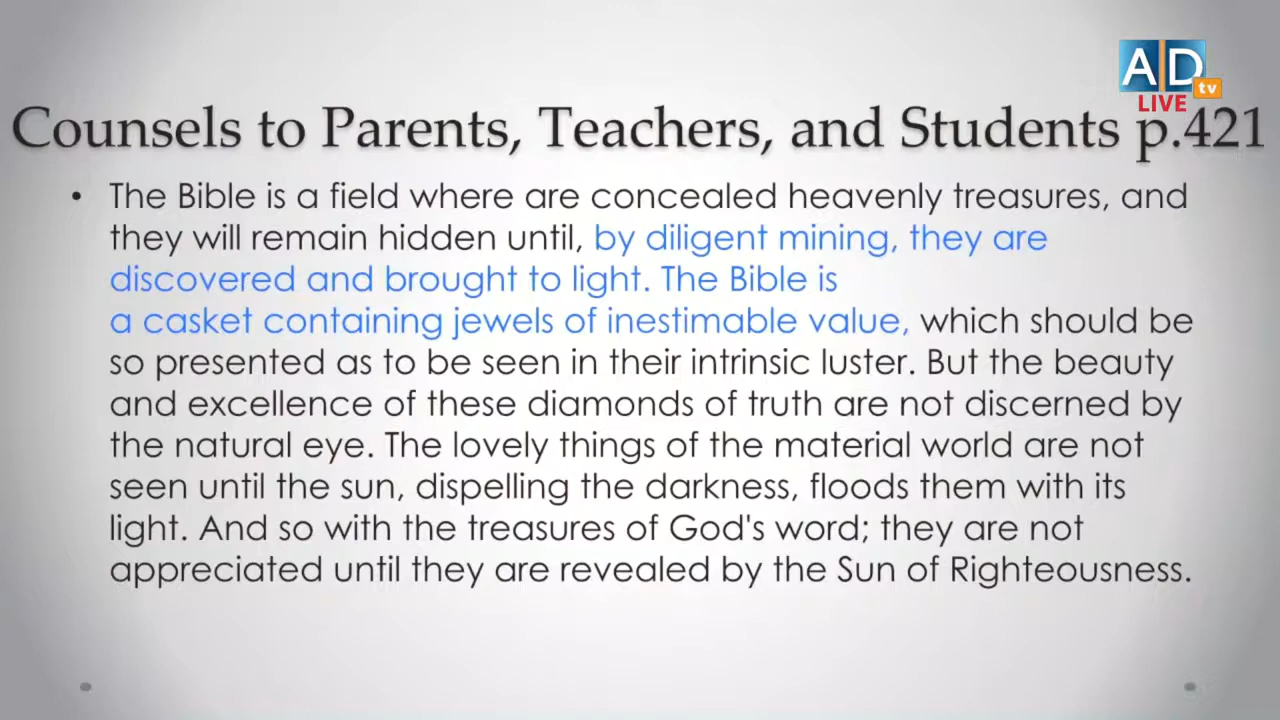 AD
tv
LIVE
Counsels to Parents, Teachers, and Students p.421
• The Bible is a field where are concealed heavenly treasures, and
they will remain hidden until, by diligent mining, they are
discovered and brought to light. The Bible is
a casket containing jewels of inestimable value, which should be
so presented as to be seen in their intrinsic luster. But the beauty
and excellence of these diamonds of truth are not discerned by
the natural eye. The lovely things of the material world are not
seen until the sun, dispelling the darkness, floods them with its
light. And so with the treasures of God's word; they are not
appreciated until they are revealed by the Sun of Righteousness.